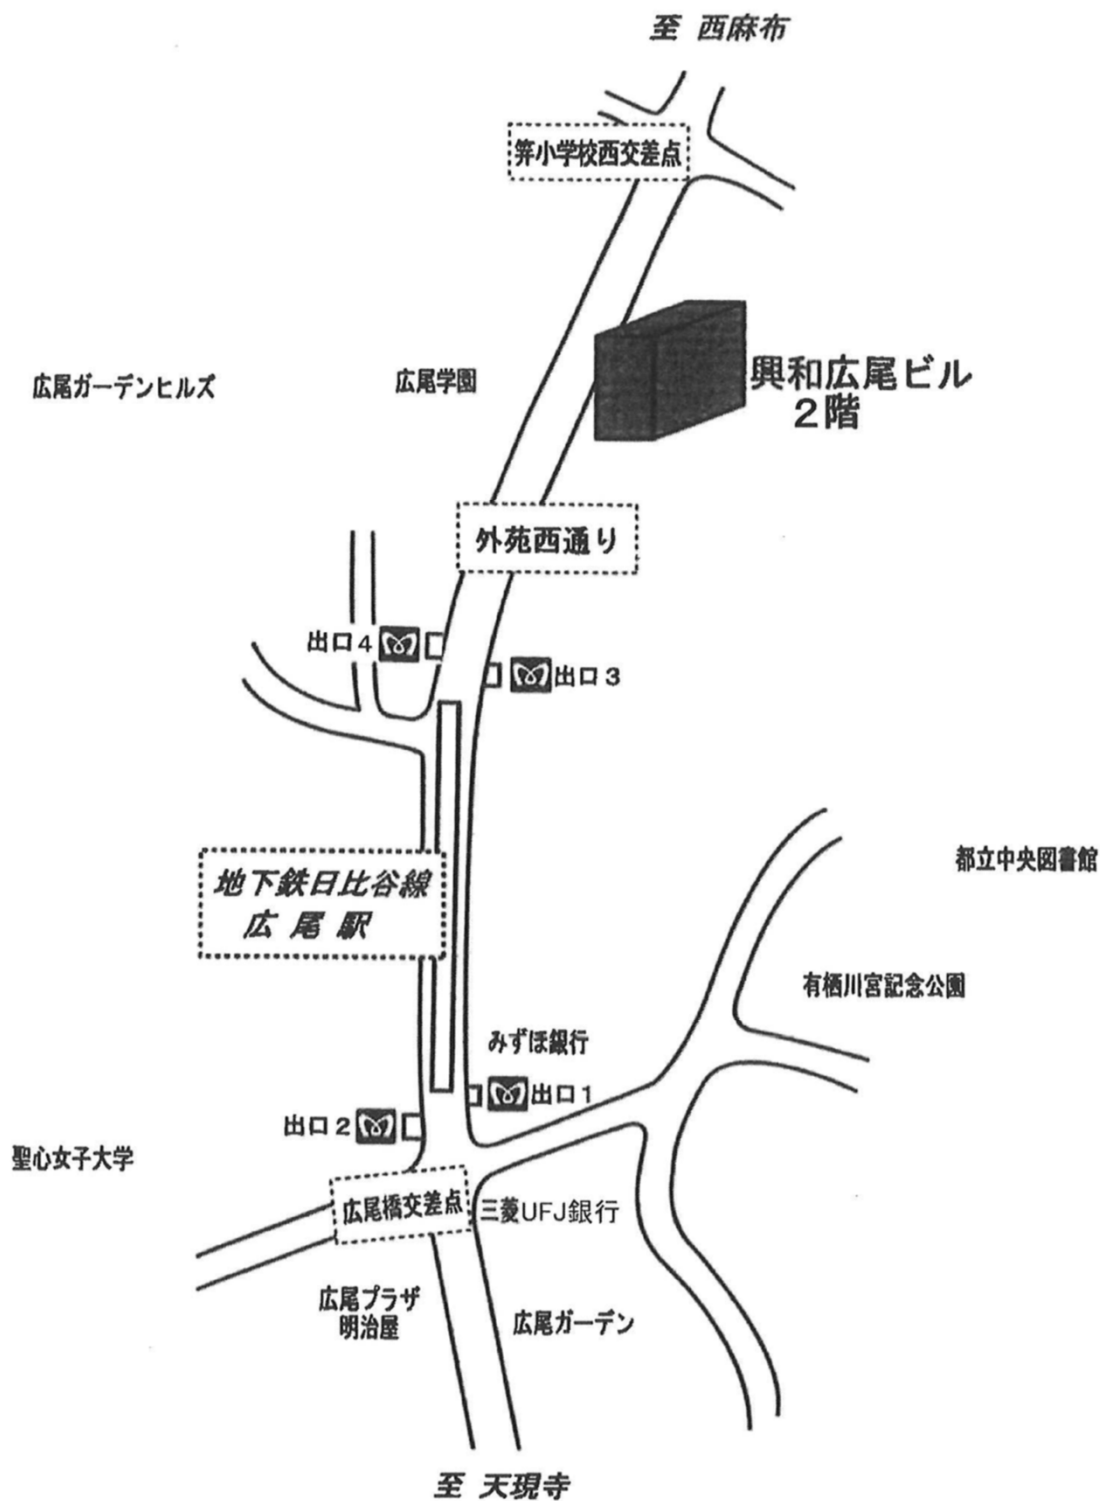 至 西麻布
笄小学校西交差点
広尾ガーデンヒルズ
広尾学園
興和広尾ビル
２階
外苑西通り
出口４
出口３
地下鉄日比谷線
広 尾 駅
都立中央図書館
有栖川宮記念公園
みずほ銀行
出口１
出口２
聖心女子大学
広尾橋交差点
三菱UFJ銀行
広尾プラザ
明治屋
広尾ガーデン
至 天現寺